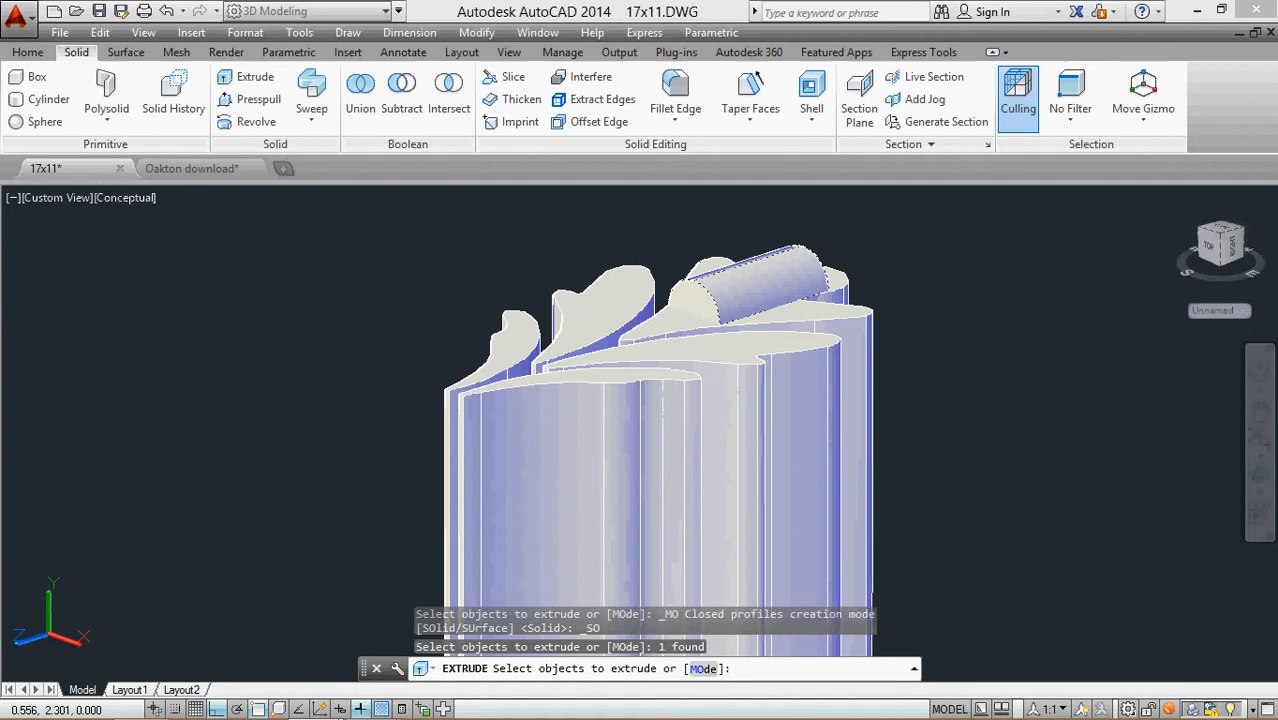 3D Modeling
Autodesk AutoCAD 2014 17x11.DWG
Type a keyword or phrase
Sign In
File Edit View Insert Format Tools Draw Dimension Modify Window Help Express Parametric
Home Solid Surface Mesh Render Parametric Insert Annotate Layout View Manage Output Plug-ins Autodesk 360 Featured Apps Express Tools
Box
Cylinder
Sphere
Polysolid
Solid History
Primitive
Extrude
Presspull
Revolve
Sweep
Solid
Union Subtract Intersect
Boolean
Slice
Thicken
Imprint
Interfere
Extract Edges
Offset Edge
Fillet Edge
Taper Faces
Shell
Solid Editing
Section
Plane
Live Section
Add Jog
Generate Section
Section
Culling
No Filter
Move Gizmo
Selection
17x11*
Oakton download*
[−][Custom View][Conceptual]
TOP
S
E
Unnamed
Y
Z
X
Select objects to extrude or [MOde]: _MO Closed profiles creation mode
[SOlid/SUrface] <Solid>: _SO
Select objects to extrude or [MOde]: 1 found
EXTRUDE Select objects to extrude or [MOde]:
Model Layout1 Layout2
0.556, 2.301, 0.000
MODEL
1:1